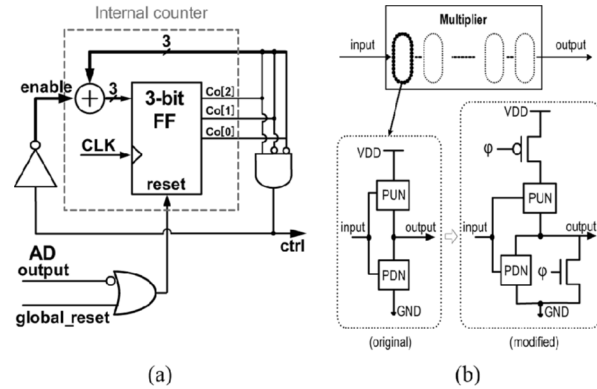 Internal counter
3
enable
+
3
3-bit
FF
Co[2]
Co[1]
Co[0]
CLK
reset
ctrl
AD
output
global_reset
(a)
Multiplier
input
output
VDD
PUN
input
output
PDN
GND
(original)
VDD
φ
PUN
input
output
PDN
φ
GND
(modified)
(b)